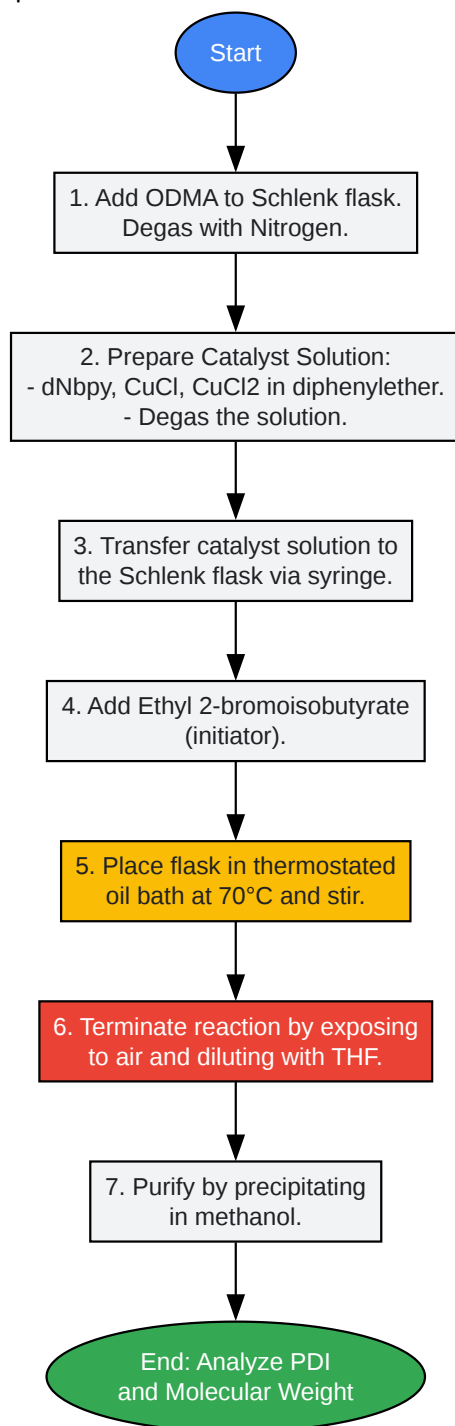 Start
1. Add ODMA to Schlenk flask.
Degas with Nitrogen.
2. Prepare Catalyst Solution:
- dNbpy, CuCl, CuCl2 in diphenylether.
- Degas the solution.
3. Transfer catalyst solution to
the Schlenk flask via syringe.
4. Add Ethyl 2-bromoisobutyrate
(initiator).
5. Place flask in thermostated
oil bath at 70°C and stir.
6. Terminate reaction by exposing
to air and diluting with THF.
7. Purify by precipitating
in methanol.
End: Analyze PDI
and Molecular Weight